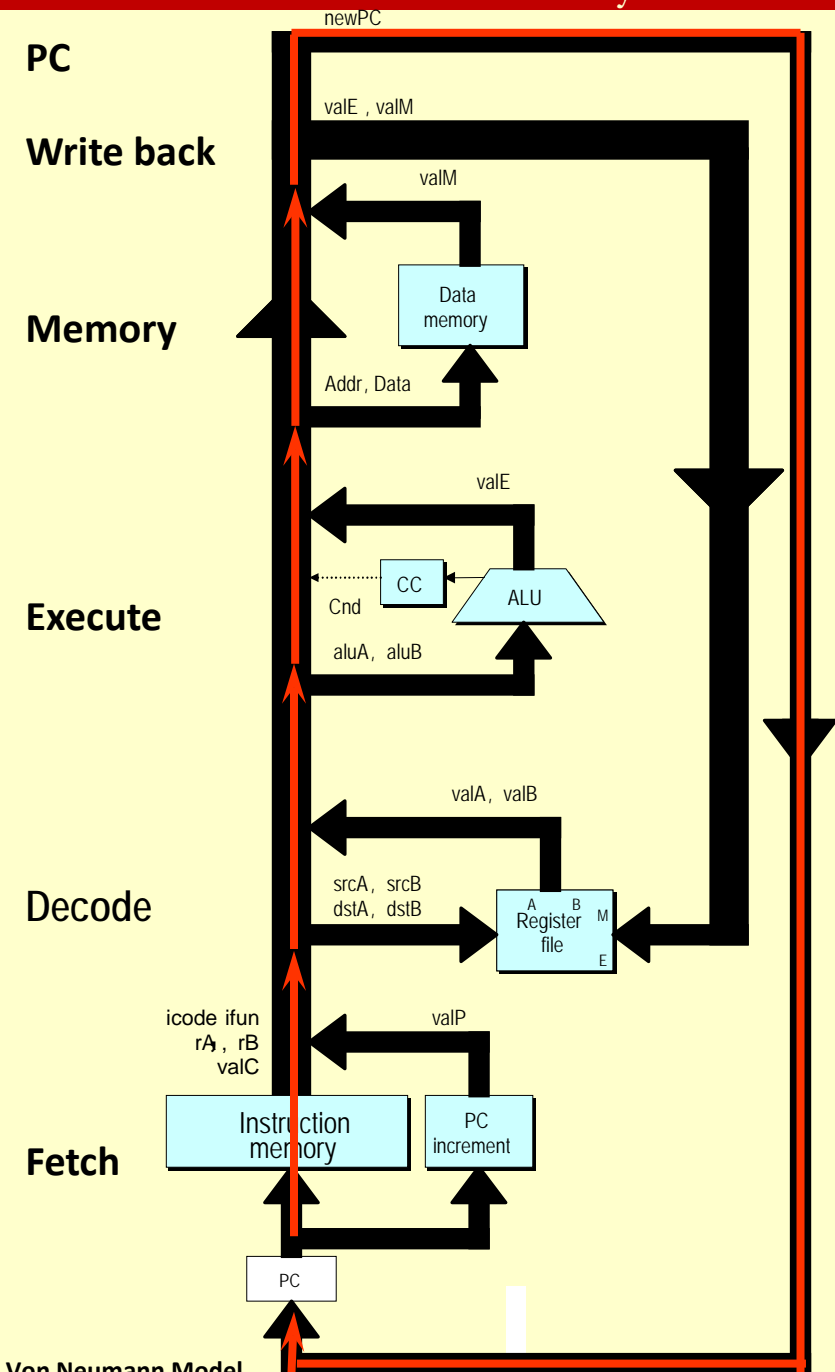 newPC
PC
valE , valM
Write back
valM
Data
memory
Memory
Addr, Data
valE
CC
ALU
Cnd
Execute
aluA, aluB
valA, valB
srcA, srcB
dstA, dstB
Decode
A B
M
Register
file
E
icode ifun
rA, rB
valC
valP
Instruction
memory
PC
increment
Fetch
PC
Von Neumann Model